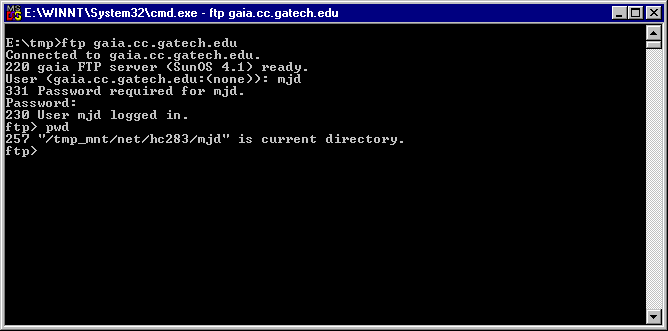 E:\WINNT\System32\cmd.exe - ftp gaia.cc.gatech.edu
E:\tmp>ftp gaia.cc.gatech.edu
Connected to gaia.cc.gatech.edu.
220 gaia FTP server (SunOS 4.1) ready.
User (gaia.cc.gatech.edu:(none)): mjd
331 Password required for mjd.
Password:
230 User mjd logged in.
ftp> pwd
257 "/tmp_mnt/net/hc283/mjd" is current directory.
ftp>